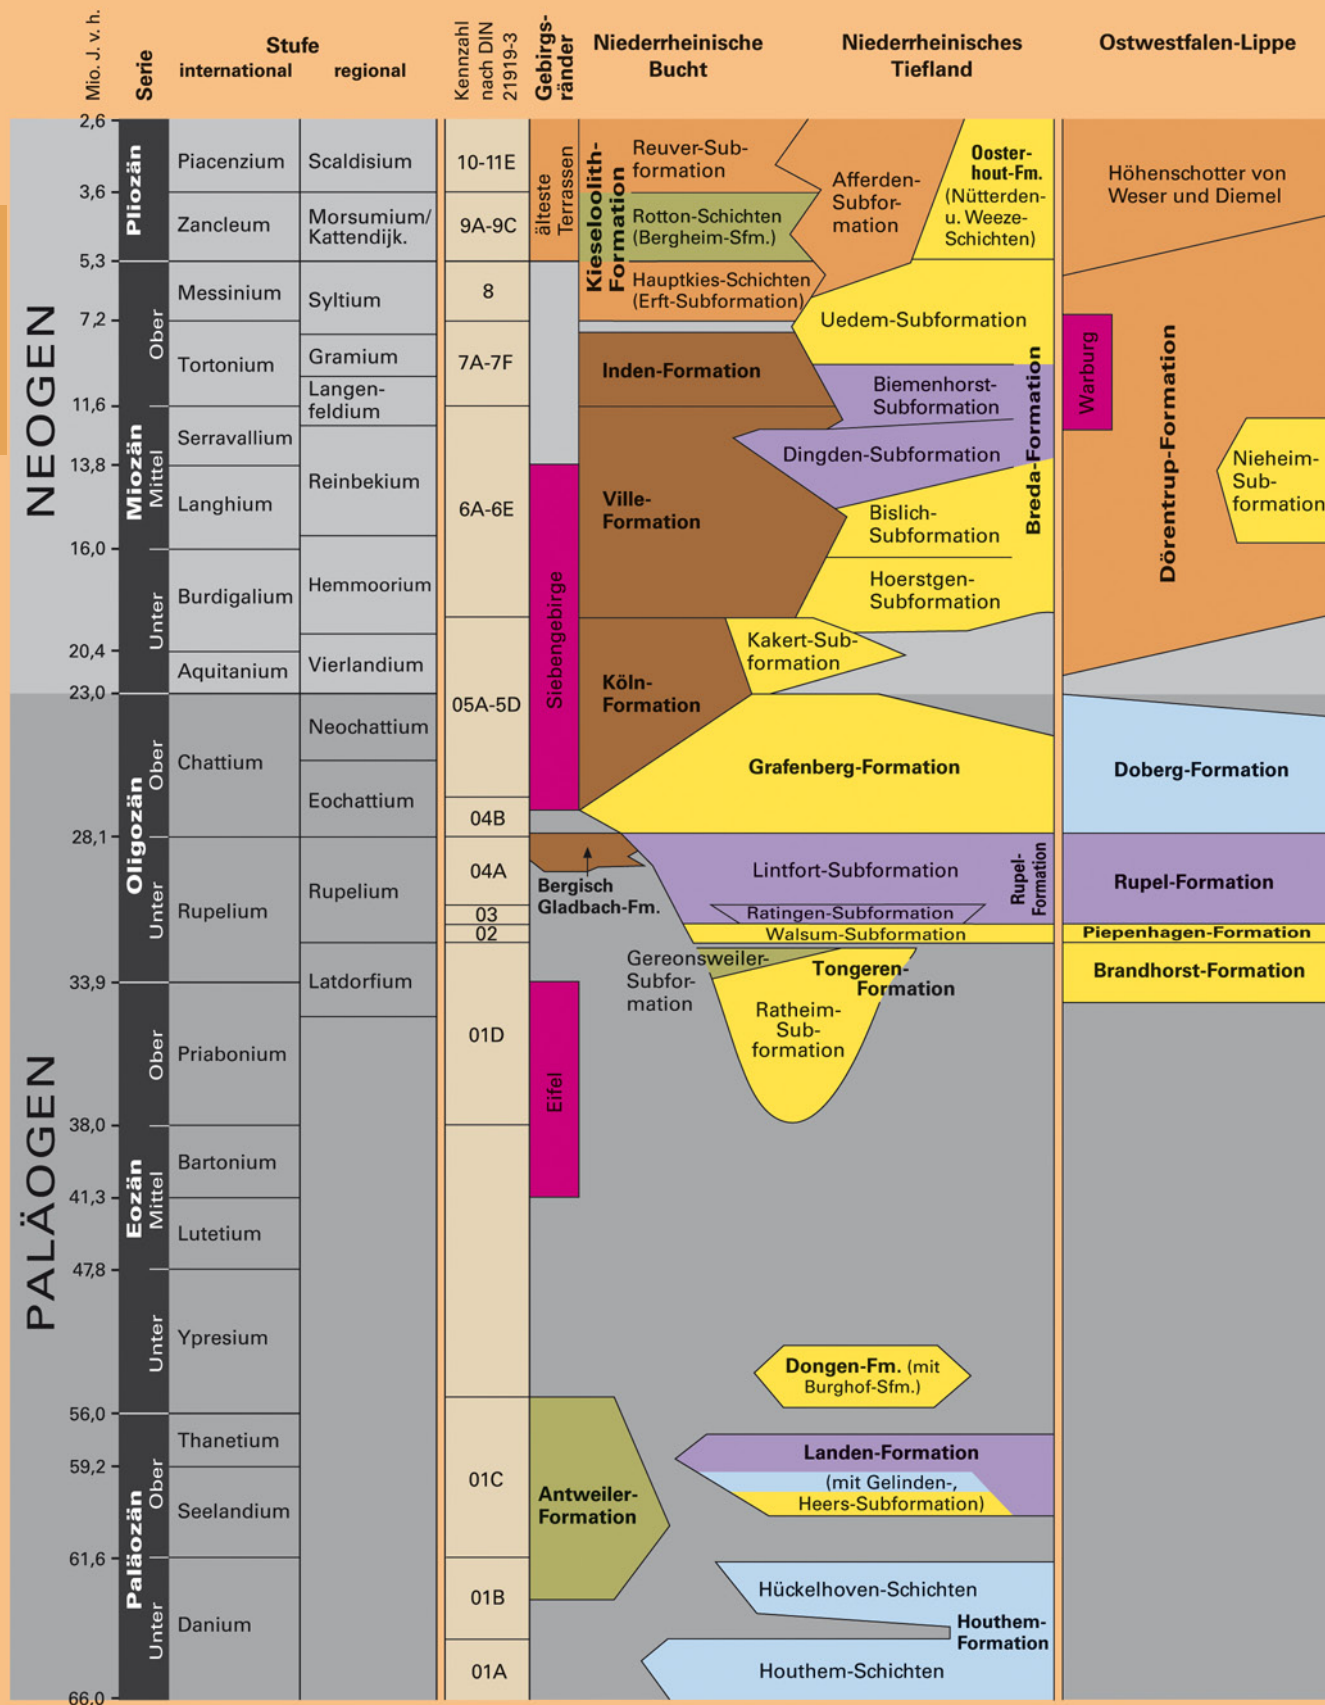 Mio. J. v. h.
Serie
Stufe
international
regional
Kennzahl
nach DIN
21919-3
Gebirgs-
ränder
Niederrheinische
Bucht
Niederrheinisches
Tiefland
Ostwestfalen-Lippe
NEOGEN
PALÄOGEN
2,6
3,6
5,3
7,2
11,6
13,8
16,0
20,4
23,0
28,1
33,9
38,0
41,3
47,8
56,0
59,2
61,6
66,0
Pliozän
Miozän
Ober
Mittel
Unter
Oligozän
Ober
Unter
Eozän
Ober
Mittel
Unter
Paläozän
Ober
Unter
Piacenzium
Zancleum
Messinium
Tortonium
Serravallium
Langhium
Burdigalium
Aquitanium
Chattium
Rupelium
Priabonium
Bartonium
Lutetium
Ypresium
Thanetium
Seelandium
Danium
Scaldisium
Morsumium/
Kattendijk.
Syltium
Gramium
Langen-
feldium
Reinbekium
Hemmoorium
Vierlandium
Neochattium
Eochattium
Rupelium
Latdorfium
10-11E
9A-9C
8
7A-7F
6A-6E
05A-5D
04B
04A
03
02
01D
01C
01B
01A
älteste
Terrassen
Siebengebirge
Eifel
Kieseloolith-
Formation
Reuver-Sub-
formation
Rotton-Schichten
(Bergheim-Sfm.)
Hauptkies-Schichten
(Erft-Subformation)
Inden-Formation
Ville-
Formation
Köln-
Formation
Bergisch
Gladbach-Fm.
Antweiler-
Formation
Afferden-
Subfor-
mation
Ooster-
hout-Fm.
(Nütterden-
u. Weeze-
Schichten)
Uedem-Subformation
Biemenhorst-
Subformation
Dingden-Subformation
Bislich-
Subformation
Hoerstgen-
Subformation
Breda-Formation
Kakert-Sub-
formation
Grafenberg-Formation
Lintfort-Subformation
Rupel-
Formation
Ratingen-Subformation
Walsum-Subformation
Gereonsweiler-
Subfor-
mation
Tongeren-
Formation
Ratheim-
Sub-
formation
Dongen-Fm. (mit
Burghof-Sfm.)
Landen-Formation
(mit Gelinden-,
Heers-Subformation)
Hückelhoven-Schichten
Houthem-
Formation
Houthem-Schichten
Höhenschotter von
Weser und Diemel
Warburg
Dörentrup-Formation
Nieheim-
Sub-
formation
Doberg-Formation
Rupel-Formation
Piepenhagen-Formation
Brandhorst-Formation